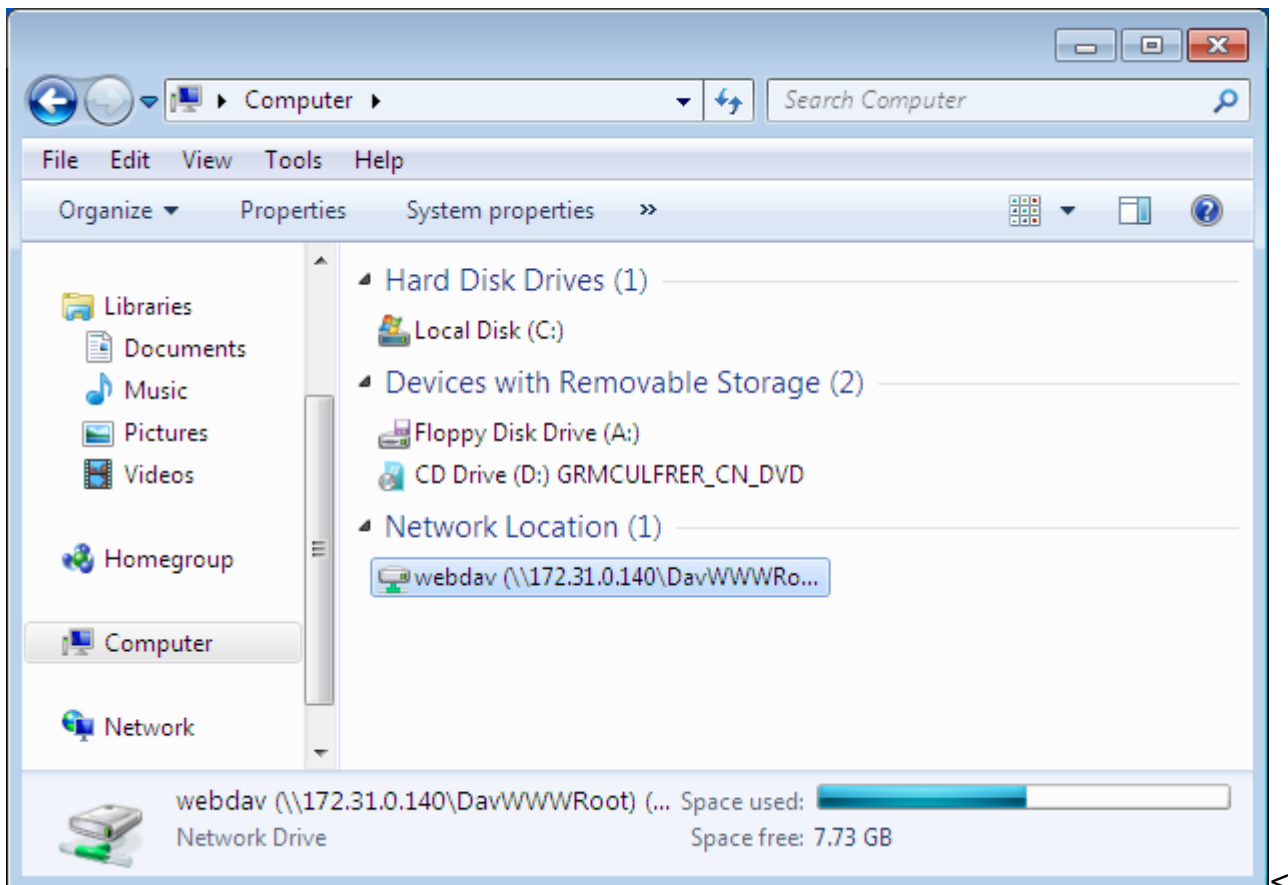 Computer
Search Computer
File Edit View Tools Help
Organize Properties System properties »
Libraries
Documents
Music
Pictures
Videos
Homegroup
Computer
Network
Hard Disk Drives (1)
Local Disk (C:)
Devices with Removable Storage (2)
Floppy Disk Drive (A:)
CD Drive (D:) GRMCULFRER_CN_DVD
Network Location (1)
webdav (\\172.31.0.140\DavWWWRo...
webdav (\\172.31.0.140\DavWWWRoot) (... Space used:
Network Drive Space free: 7.73 GB
<